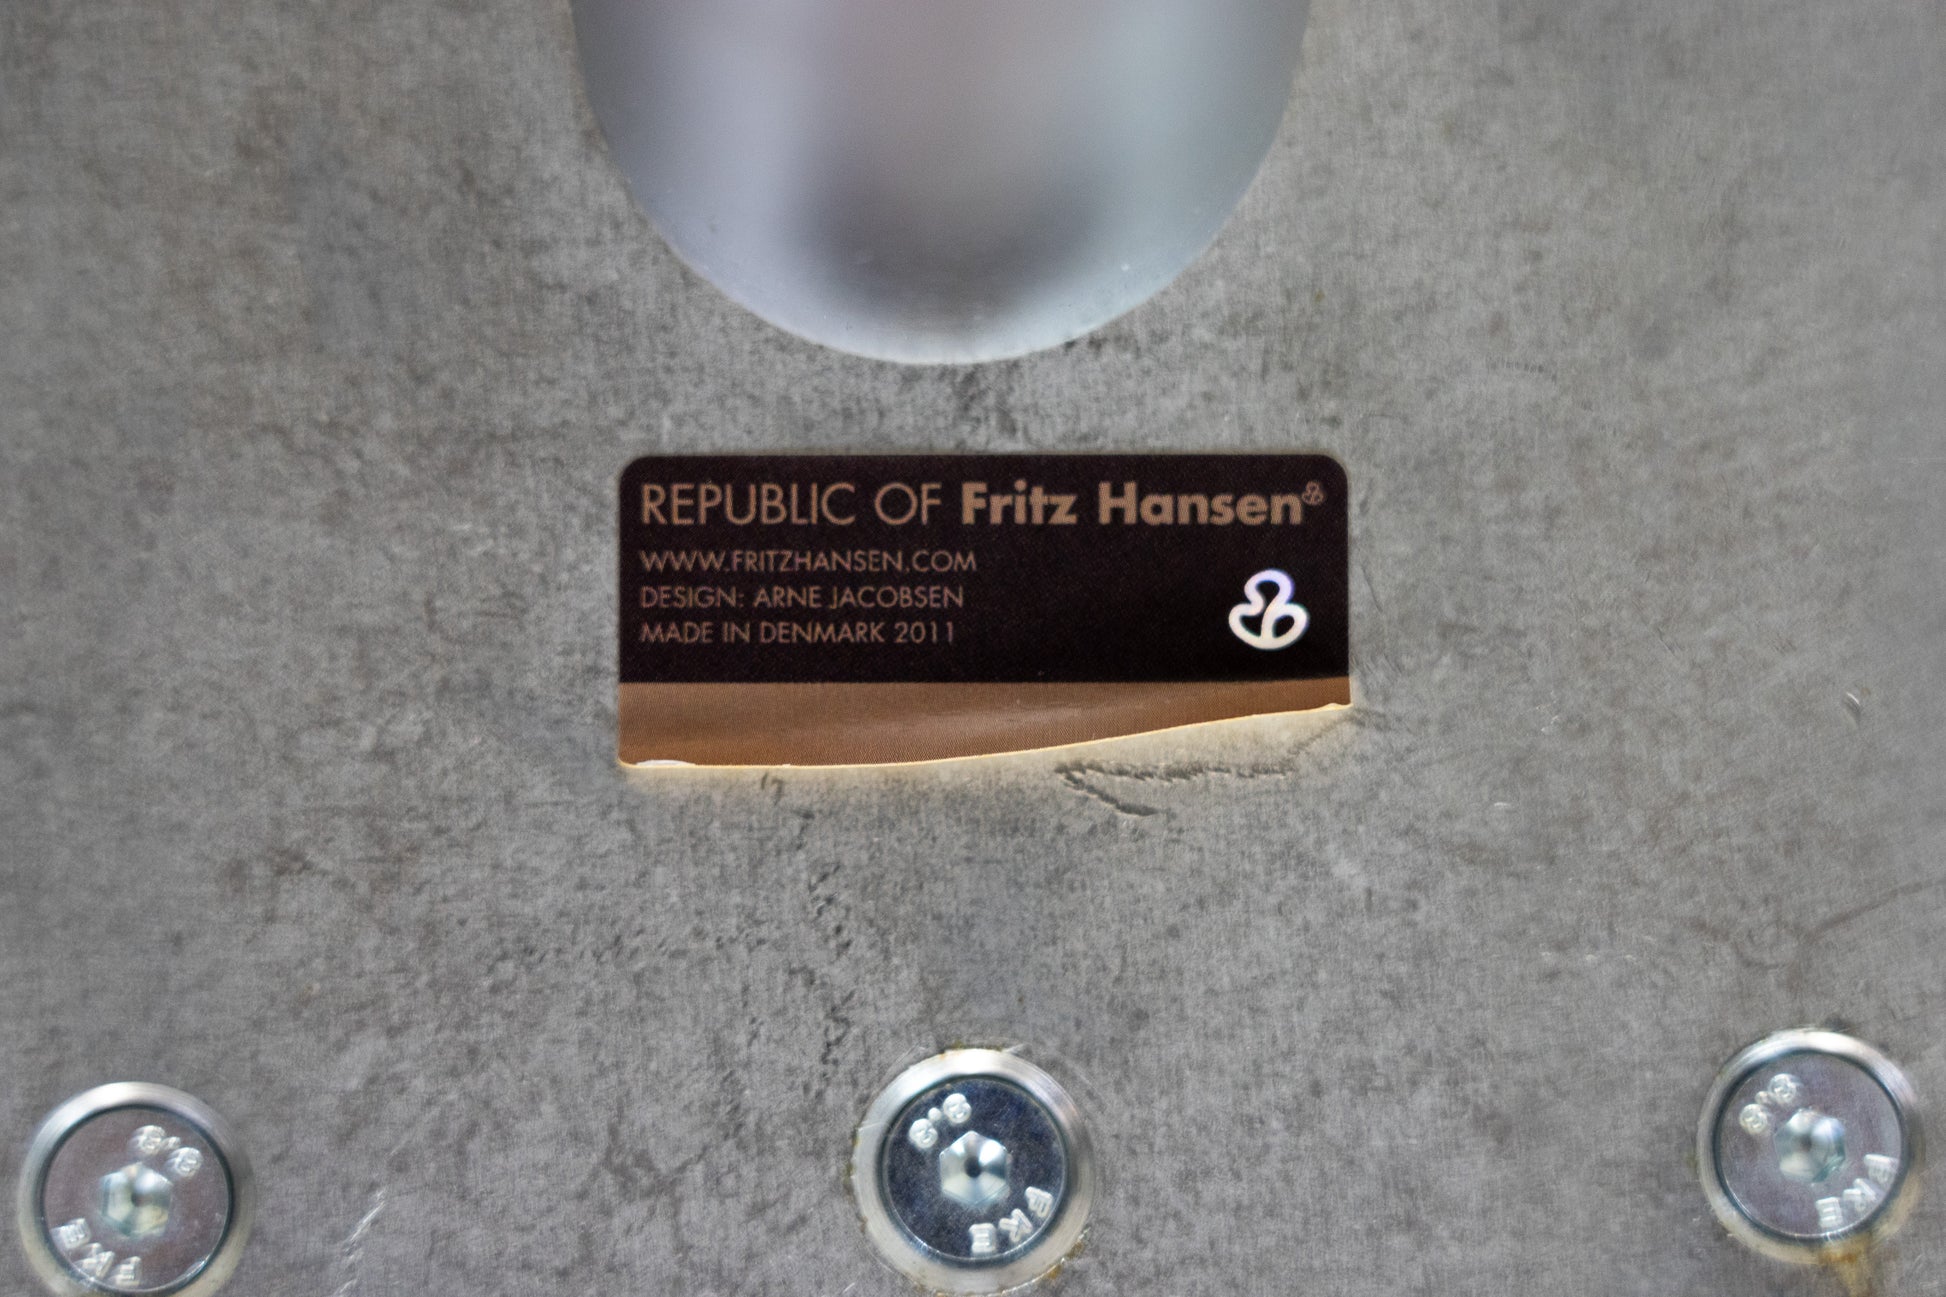 REPUBLIC OF Fritz Hansen
WWW.FRITZHANSEN.COM
DESIGN: ARNE JACOBSEN
MADE IN DENMARK 2011
8.8
FKE
8.8
FKE
8.8
FKE